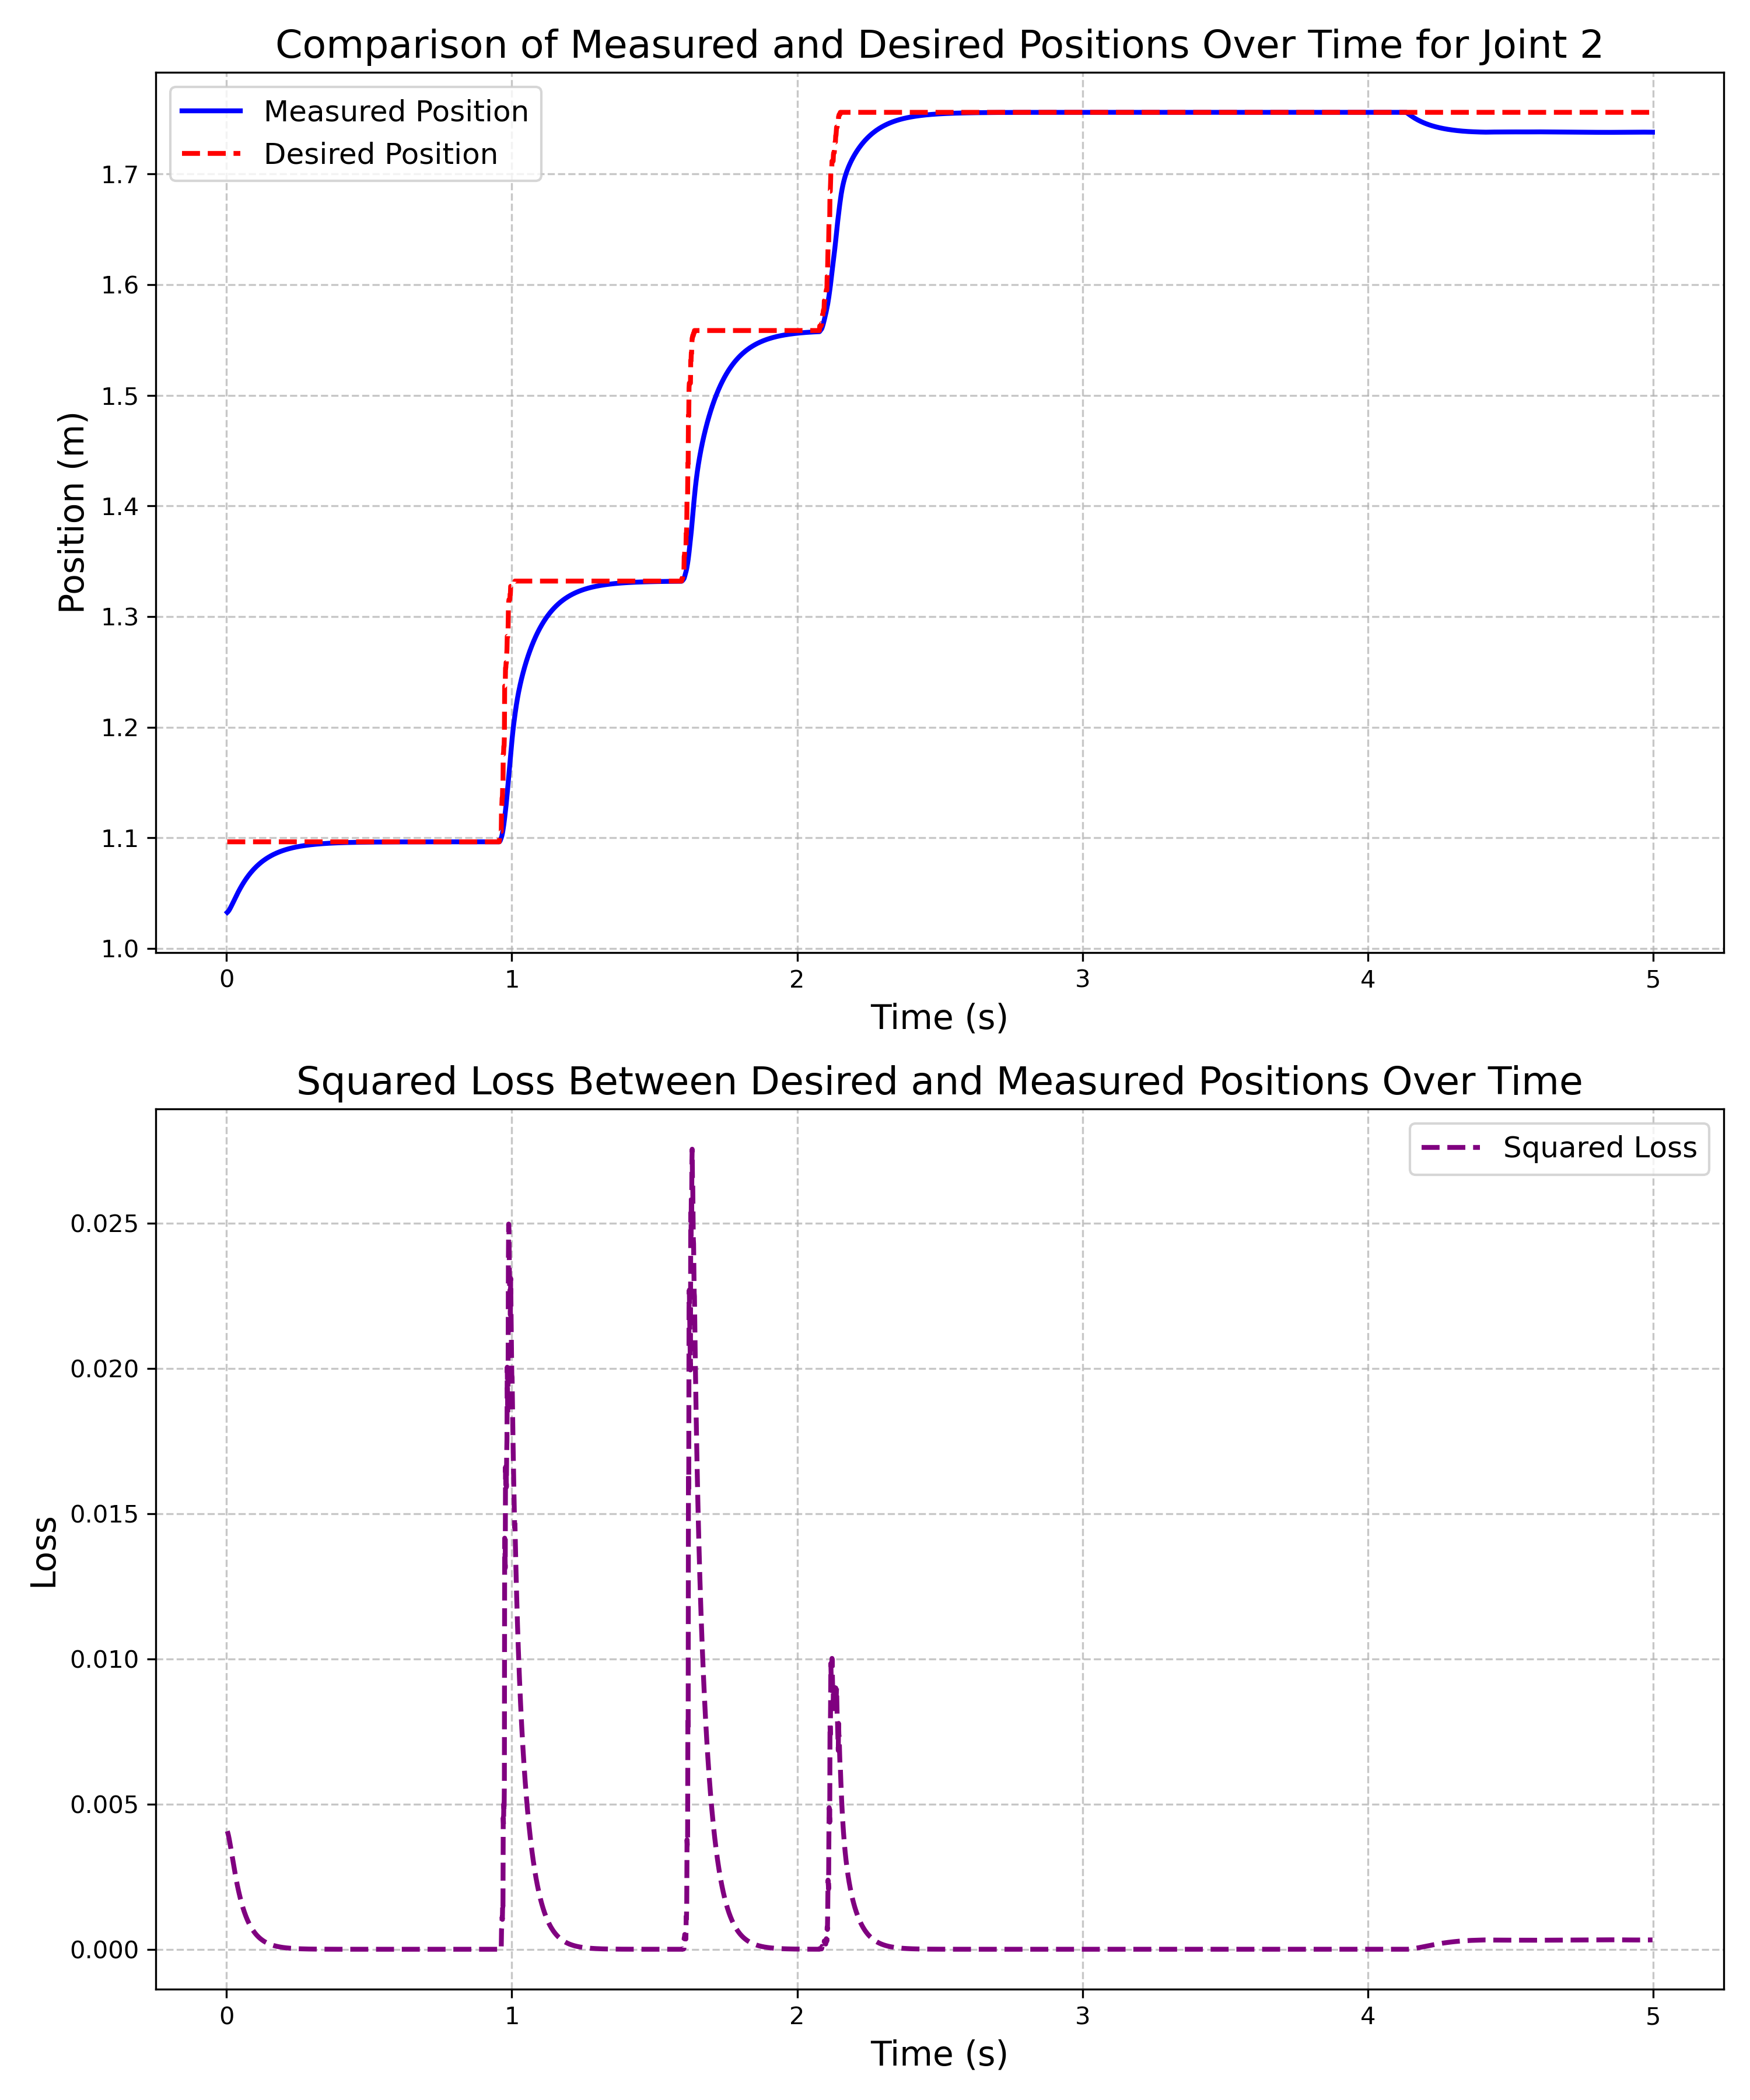 Comparison of Measured and Desired Positions Over Time for Joint 2
Measured Position
Desired Position
Position (m)
1.7
1.6
1.5
1.4
1.3
1.2
1.1
1.0
0 1 2 3 4 5
Time (s)
Squared Loss Between Desired and Measured Positions Over Time
Squared Loss
Loss
0.025
0.020
0.015
0.010
0.005
0.000
0 1 2 3 4 5
Time (s)